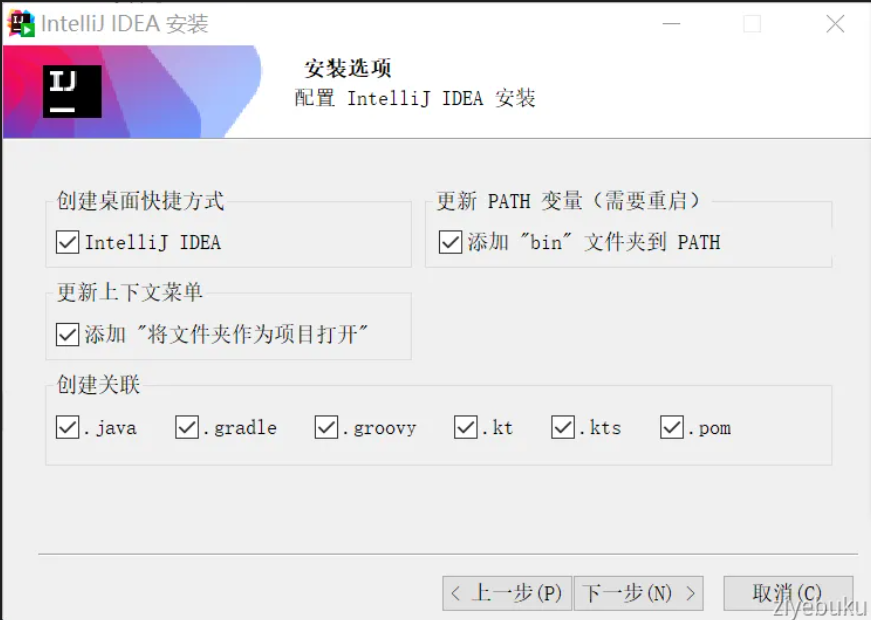 IntelliJ IDEA 安装
IJ
安装选项
配置 IntelliJ IDEA 安装
创建桌面快捷方式
IntelliJ IDEA
更新 PATH 变量（需要重启）
添加 "bin" 文件夹到 PATH
更新上下文菜单
添加 "将文件夹作为项目打开"
创建关联
.java .gradle .groovy .kt .kts .pom
< 上一步(P) 下一步(N) > 取消(C)
ziyebuku